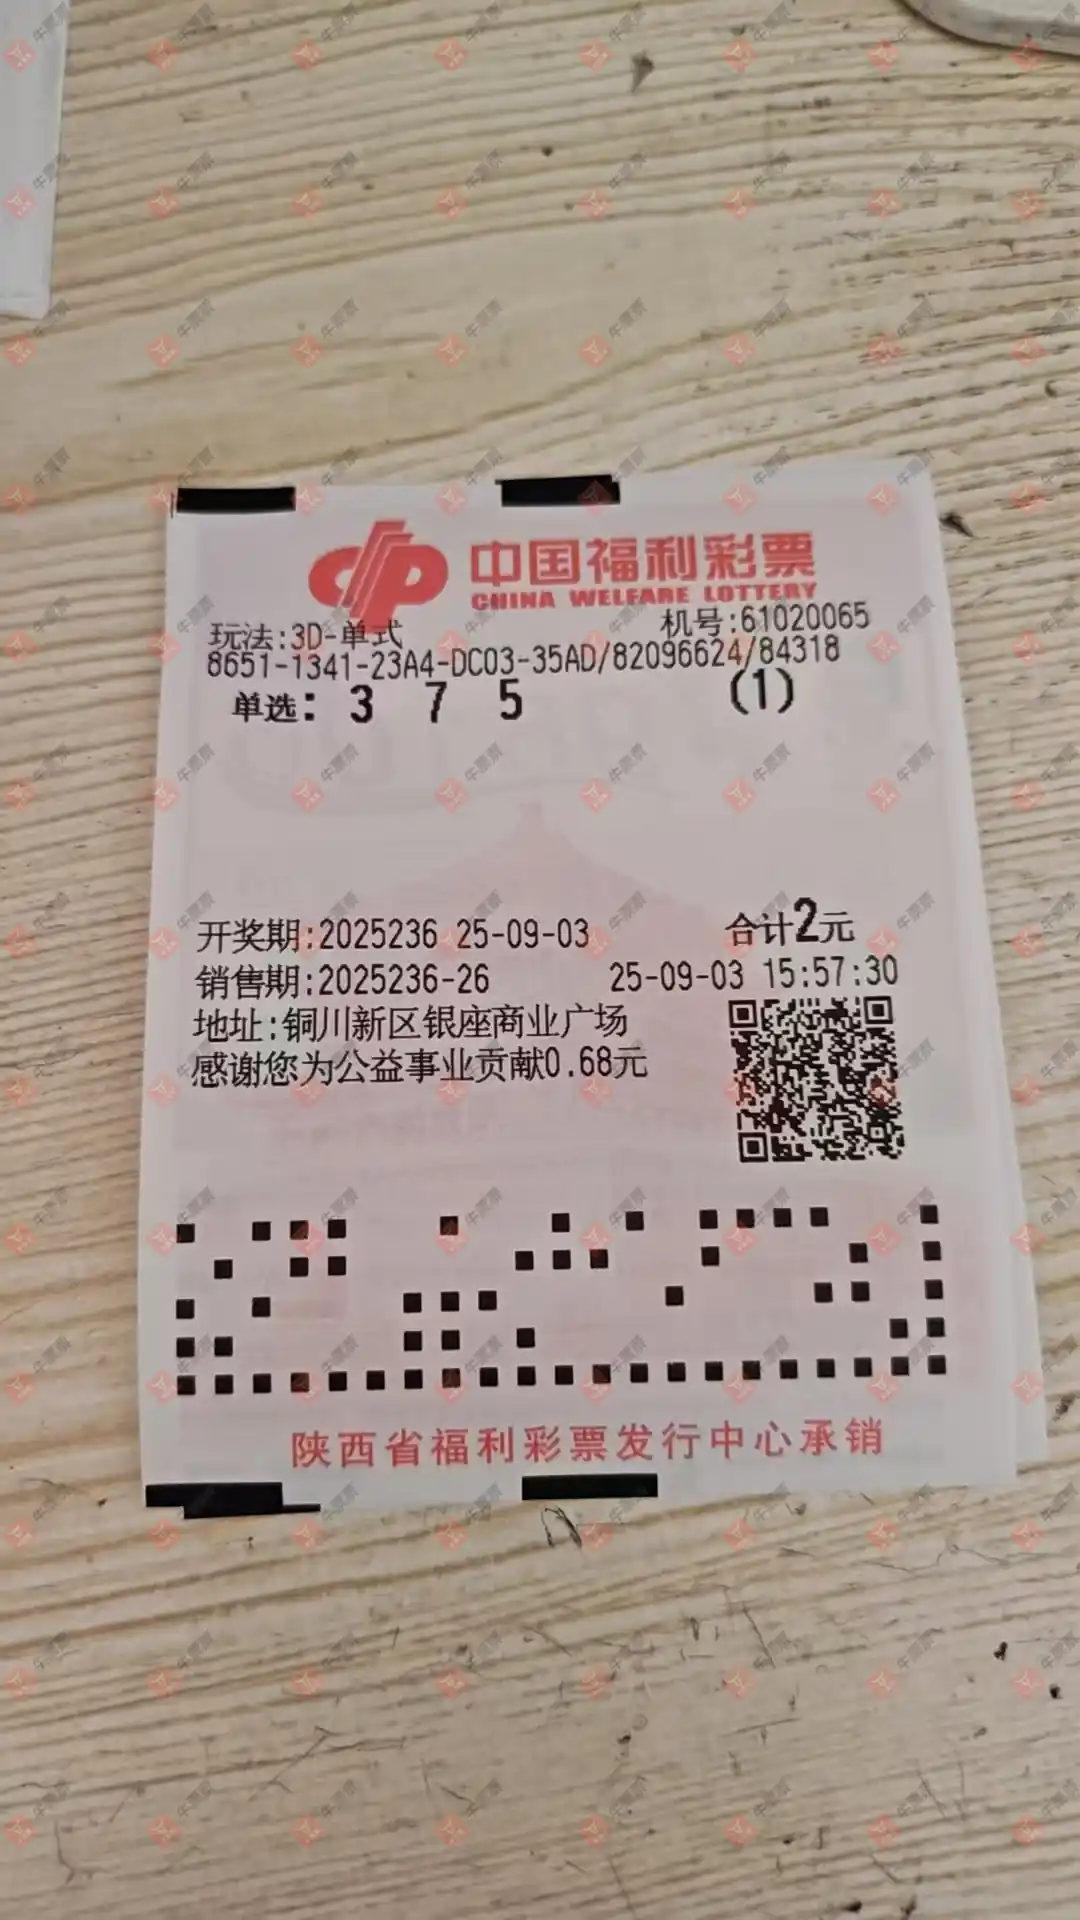 中国福利彩票
CHINA WELFARE LOTTERY
玩法:3D-单式 机号:61020065
8651-1341-23A4-DC03-35AD/82096624/84318
单选: 3 7 5 (1)
开奖期:2025236 25-09-03 合计2元
销售期:2025236-26 25-09-03 15:57:30
地址:铜川新区银座商业广场
感谢您为公益事业贡献0.68元
陕西省福利彩票发行中心承销